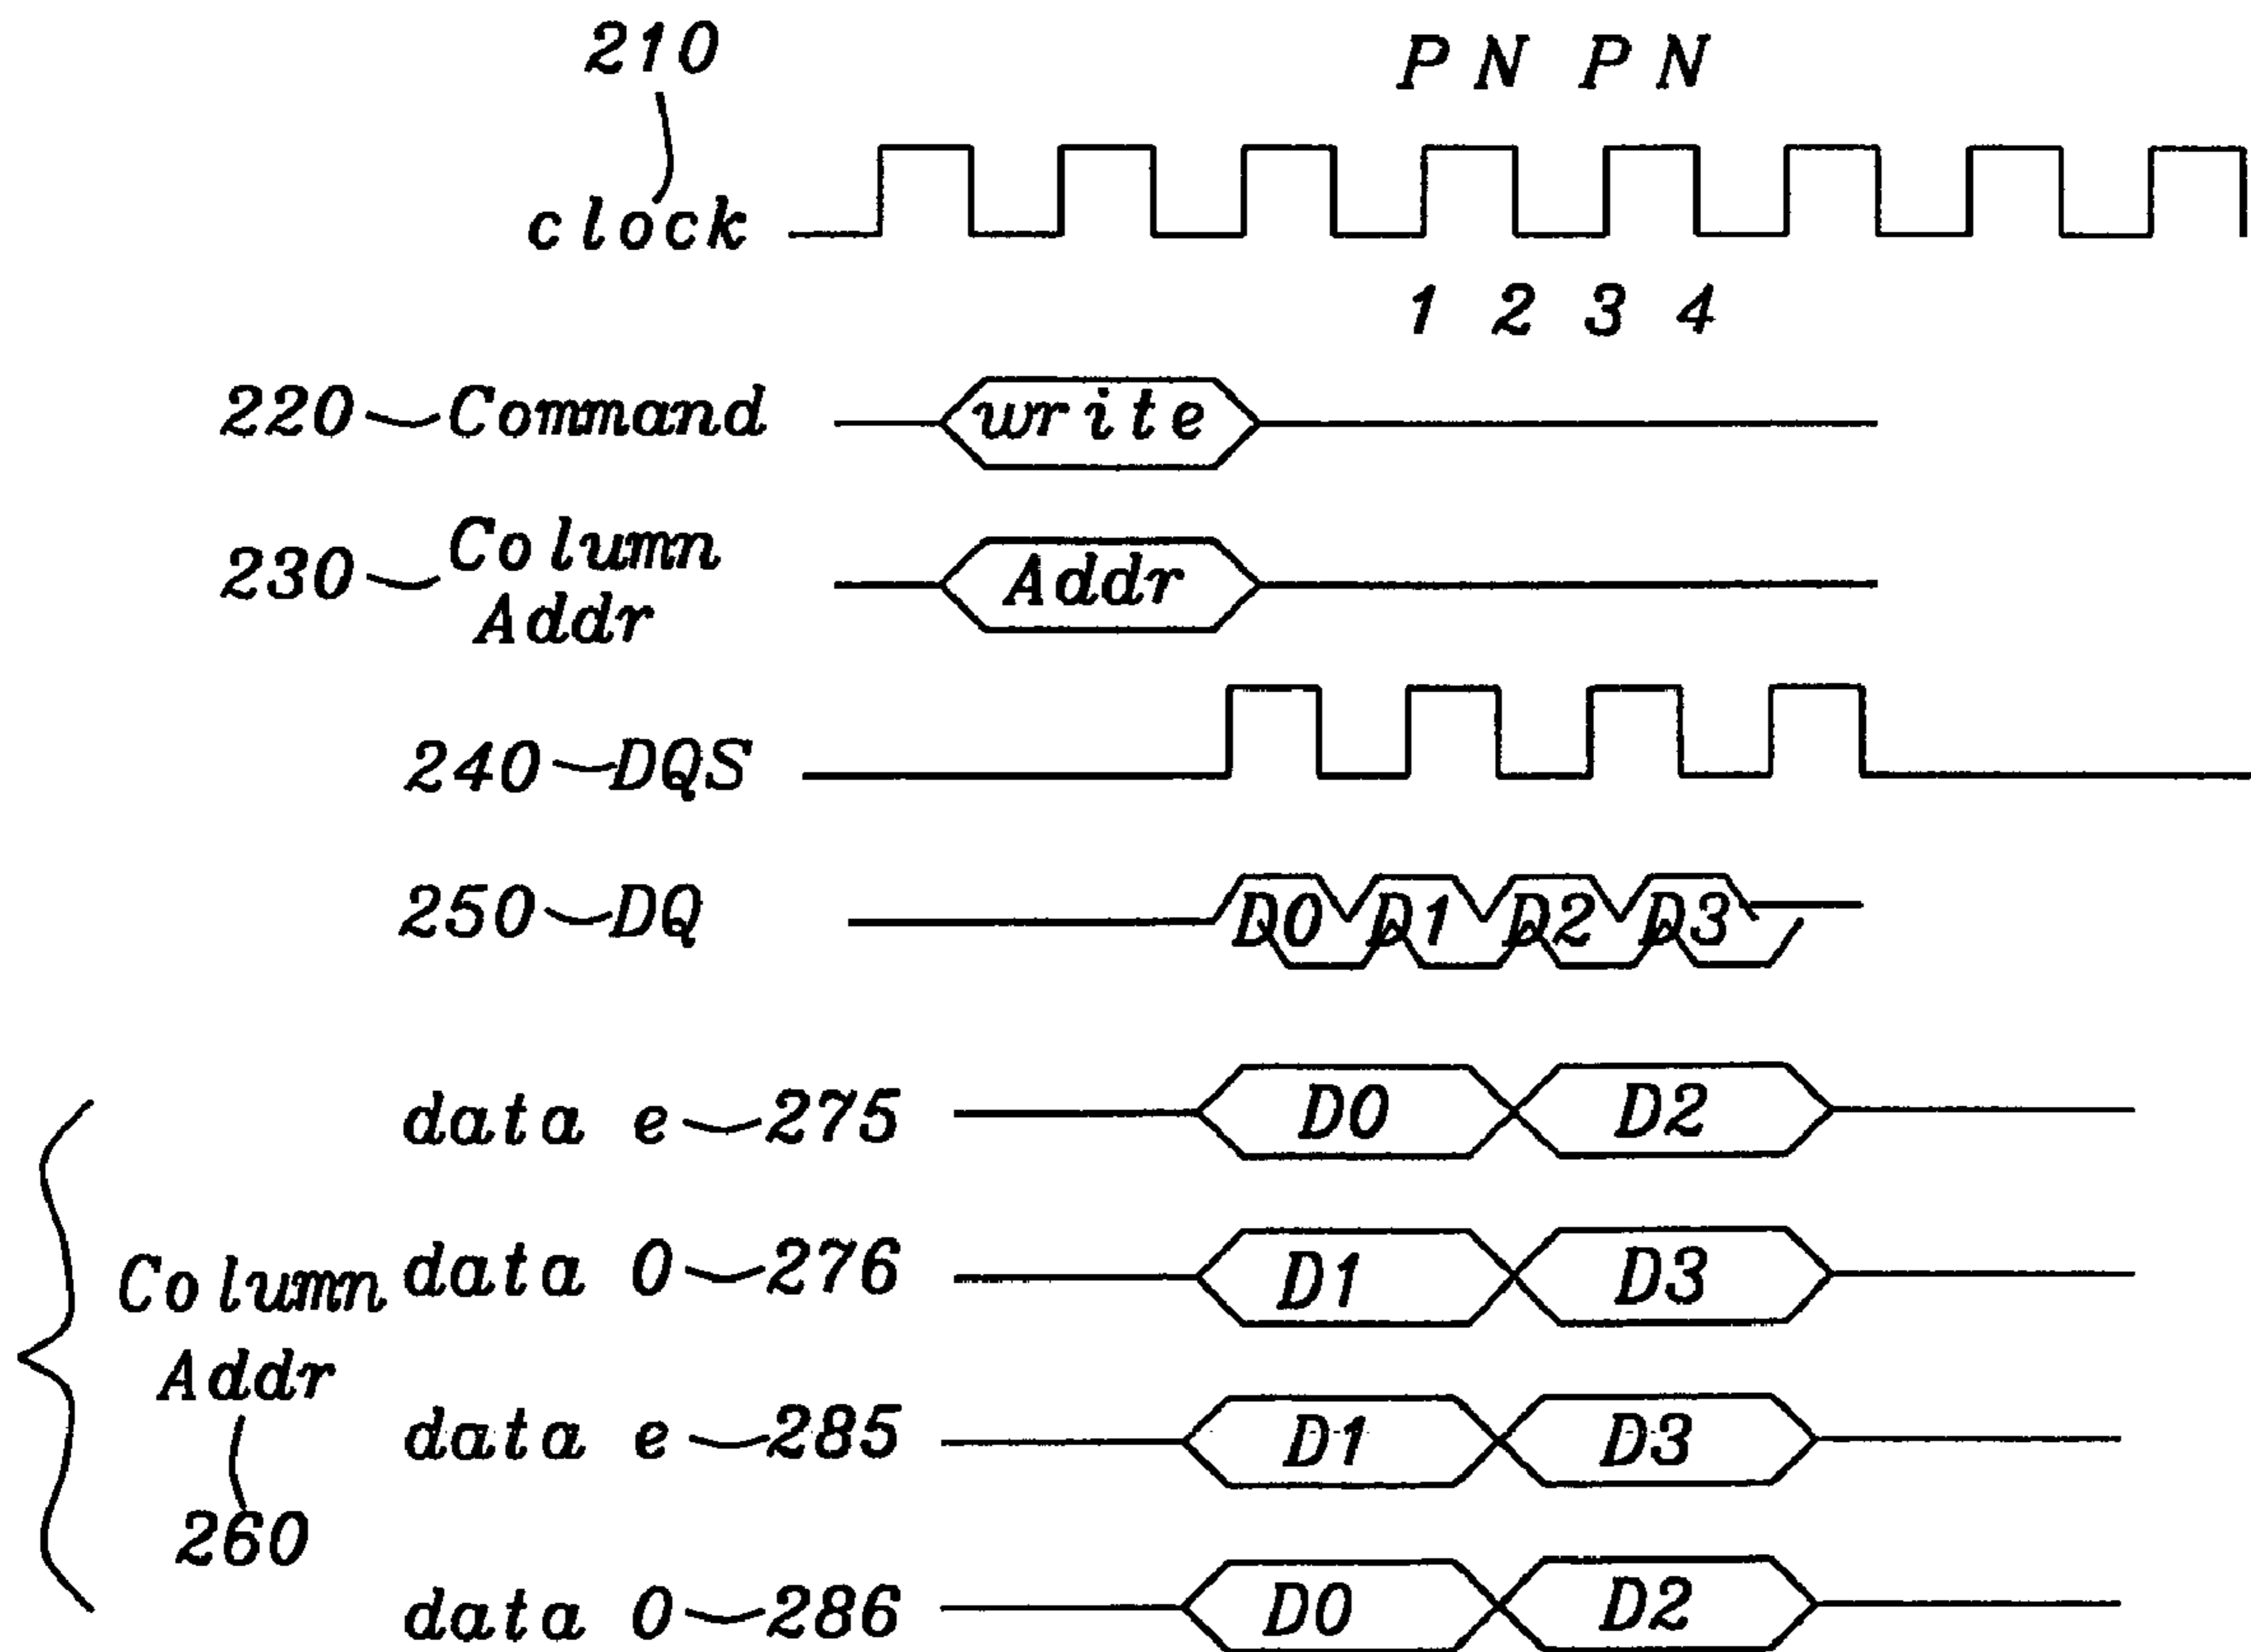 210
P N P N
clock
1 2 3 4
220 Command write
230 Column Addr Addr
240 DQS
250 DQ D0 D1 D2 D3
data e 275 D0 D2
data 0 276 D1 D3
Column Addr
260
data e 285 D1 D3
data 0 286 D0 D2